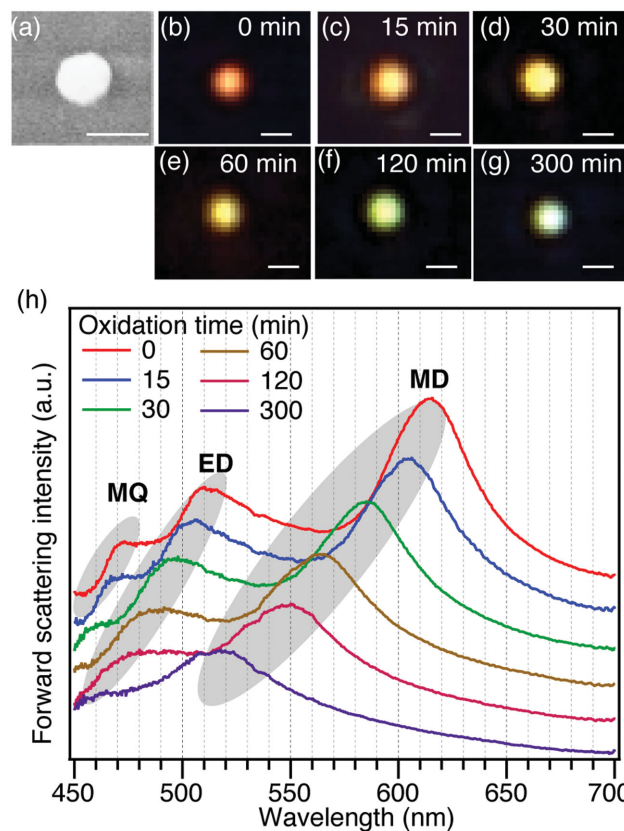 (a)
(b) 0 min
(c) 15 min
(d) 30 min
(e) 60 min
(f) 120 min
(g) 300 min
(h)
Oxidation time (min)
0 60
15 120
30 300
MQ
ED
MD
Forward scattering intensity (a.u.)
450 500 550 600 650 700
Wavelength (nm)